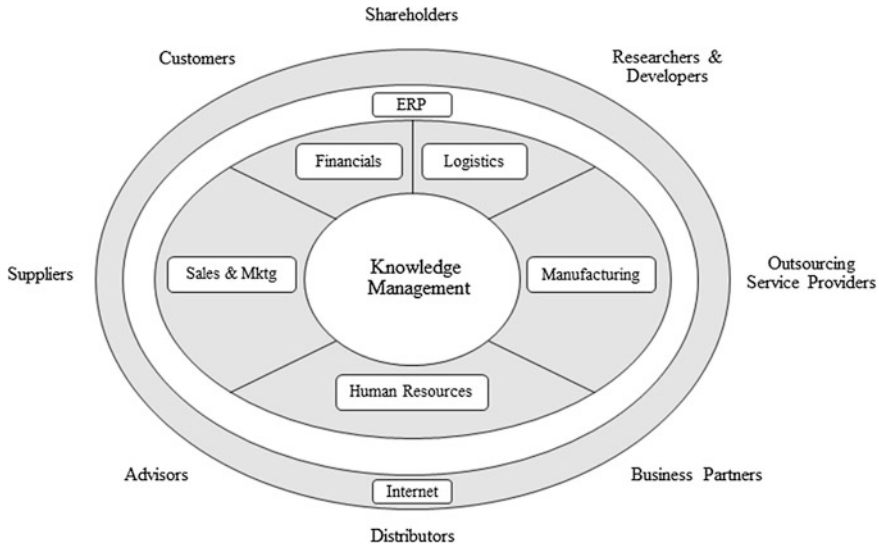 Shareholders
Customers
Researchers &
Developers
ERP
Financials
Logistics
Suppliers
Sales & Mktg
Knowledge
Management
Manufacturing
Outsourcing
Service Providers
Human Resources
Advisors
Business Partners
Internet
Distributors